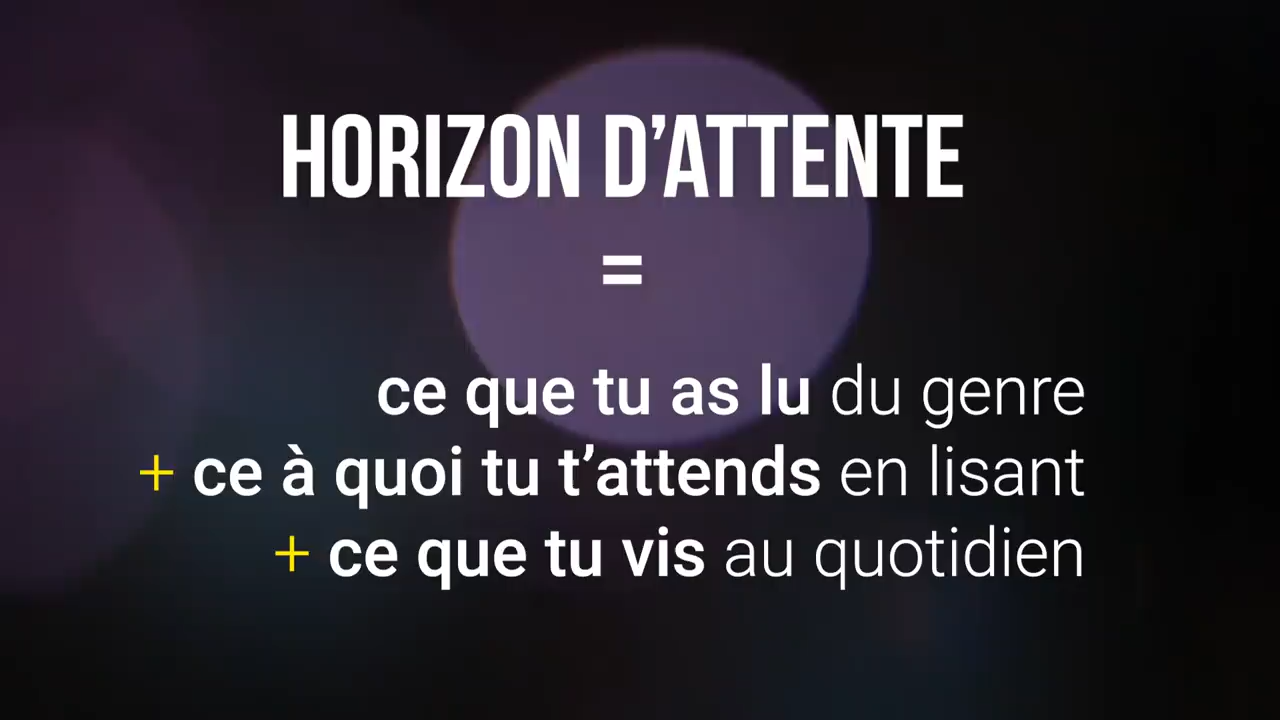 HORIZON D’ATTENTE
=
ce que tu as lu du genre
+ ce à quoi tu t’attends en lisant
+ ce que tu vis au quotidien